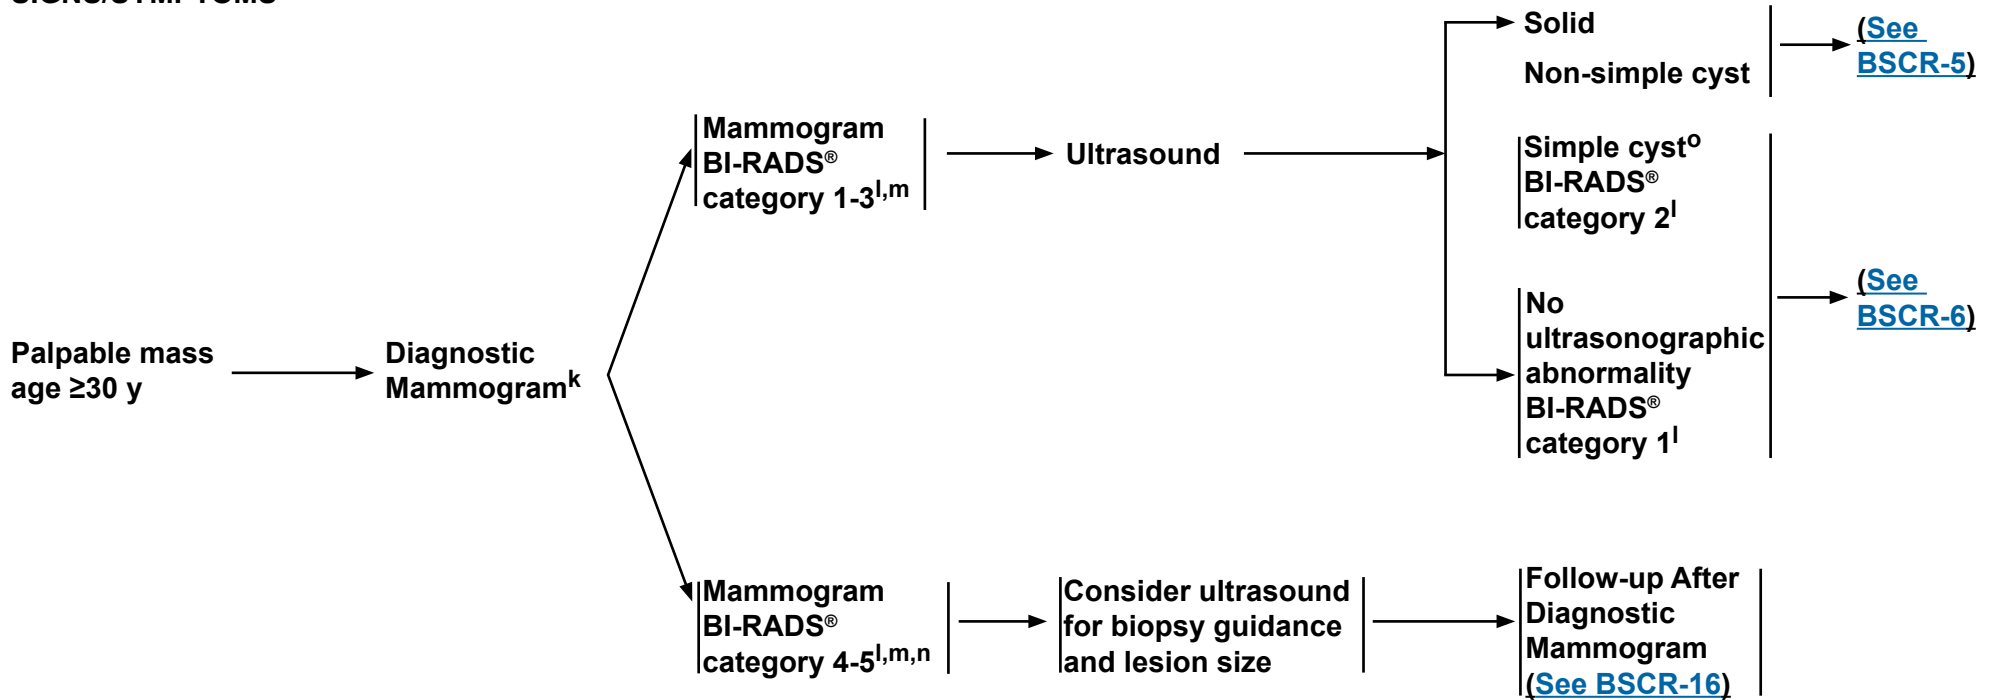 SIGNS/SYMPTOMS
Palpable mass
age ≥30 y
Diagnostic
Mammogramᵏ
Mammogram
BI-RADS®
category 1-3ˡ,ᵐ
Ultrasound
Solid
Non-simple cyst
(See
BSCR-5)
Simple cystᵒ
BI-RADS®
category 2ˡ
No
ultrasonographic
abnormality
BI-RADS®
category 1ˡ
(See
BSCR-6)
Mammogram
BI-RADS®
category 4-5ˡ,ᵐ,ⁿ
Consider ultrasound
for biopsy guidance
and lesion size
Follow-up After
Diagnostic
Mammogram
(See BSCR-16)